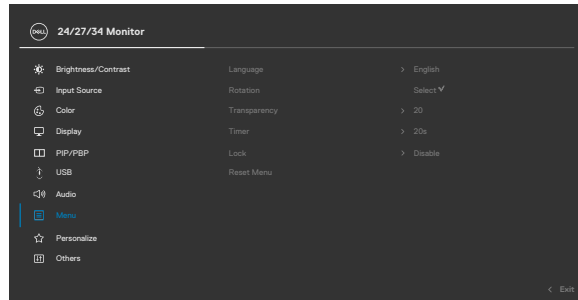 DELL 24/27/34 Monitor
Brightness/Contrast Language > English
Input Source Rotation Select ✓
Color Transparency > 20
Display Timer > 20s
PIP/PBP Lock > Disable
USB Reset Menu
Audio
Menu
Personalize
Others
< Exit